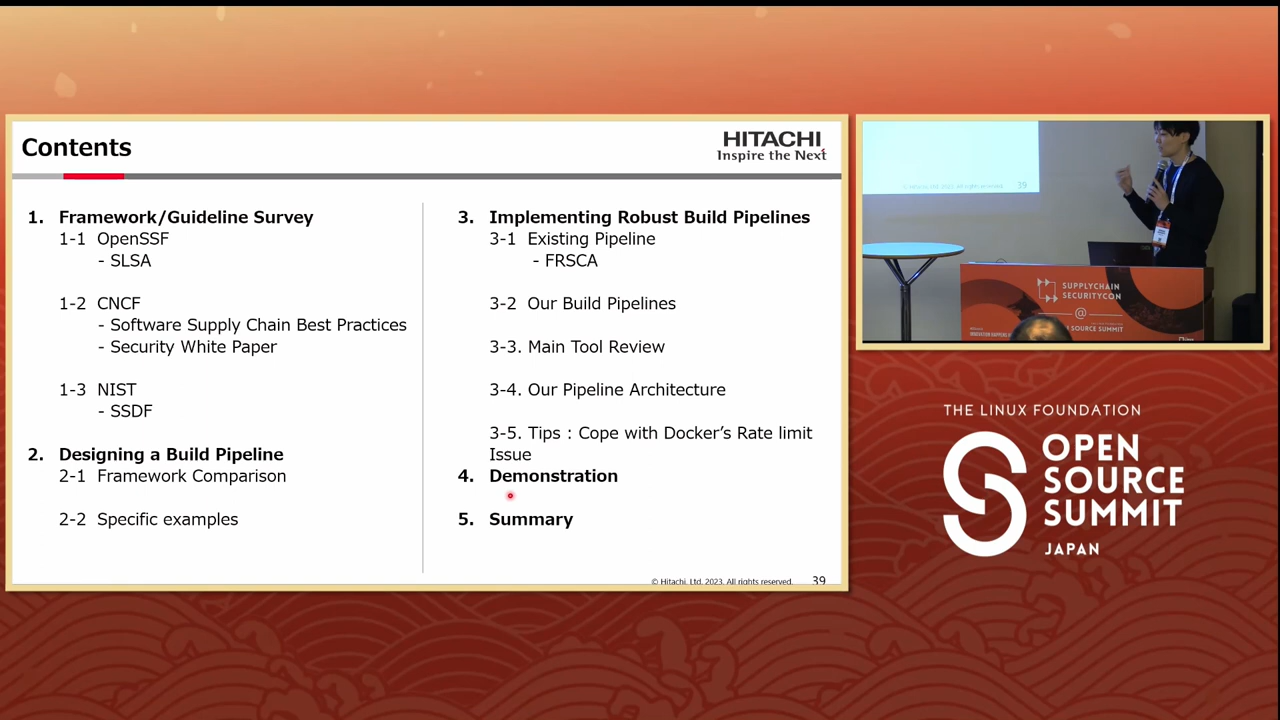 Contents
HITACHI
Inspire the Next
1. Framework/Guideline Survey
1-1 OpenSSF
- SLSA
1-2 CNCF
- Software Supply Chain Best Practices
- Security White Paper
1-3 NIST
- SSDF
2. Designing a Build Pipeline
2-1 Framework Comparison
2-2 Specific examples
3. Implementing Robust Build Pipelines
3-1 Existing Pipeline
- FRSCA
3-2 Our Build Pipelines
3-3. Main Tool Review
3-4. Our Pipeline Architecture
3-5. Tips : Cope with Docker's Rate limit
Issue
4. Demonstration
5. Summary
© Hitachi, Ltd. 2023. All rights reserved. 39
39
SUPPLYCHAIN
SECURITYCON
@
SOURCE SUMMIT
THE LINUX FOUNDATION
OPEN
SOURCE
SUMMIT
JAPAN